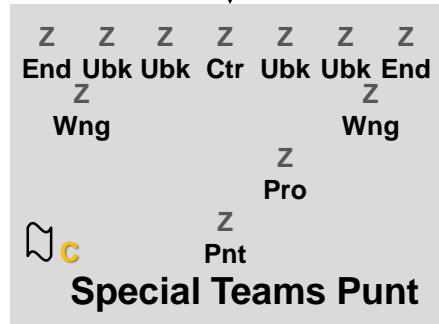 Z Z Z Z Z Z Z
End Ubk Ubk Ctr Ubk Ubk End
Z Z
Wng Wng
Z
Pro
Z
C Pnt
Special Teams Punt